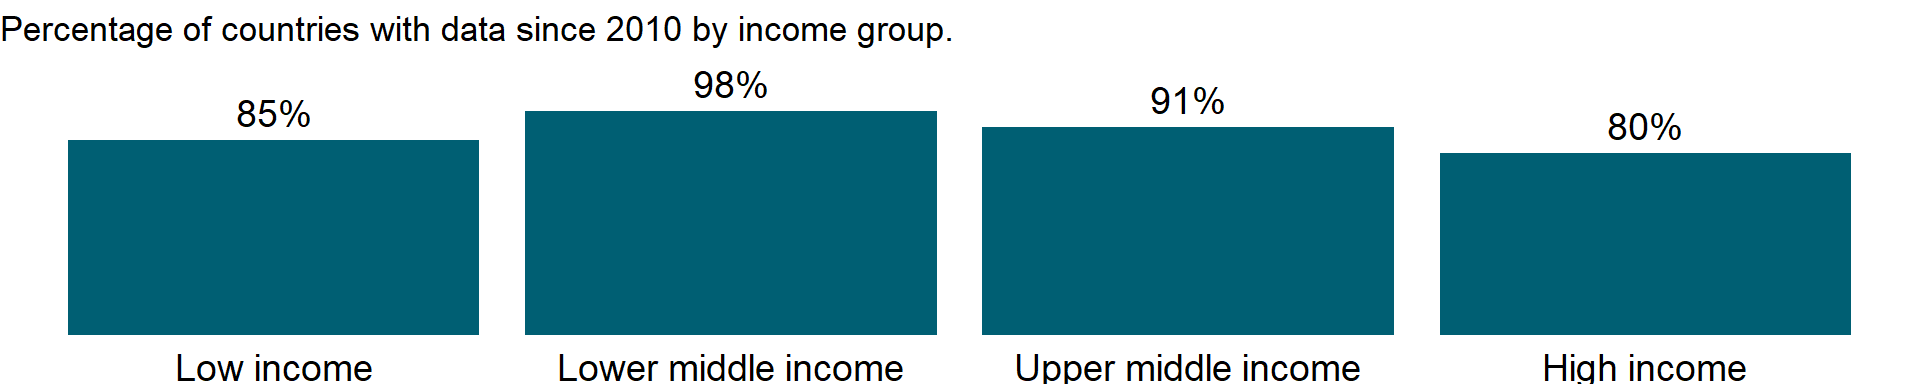 Percentage of countries with data since 2010 by income group.
85%
98%
91%
80%
Low income
Lower middle income
Upper middle income
High income